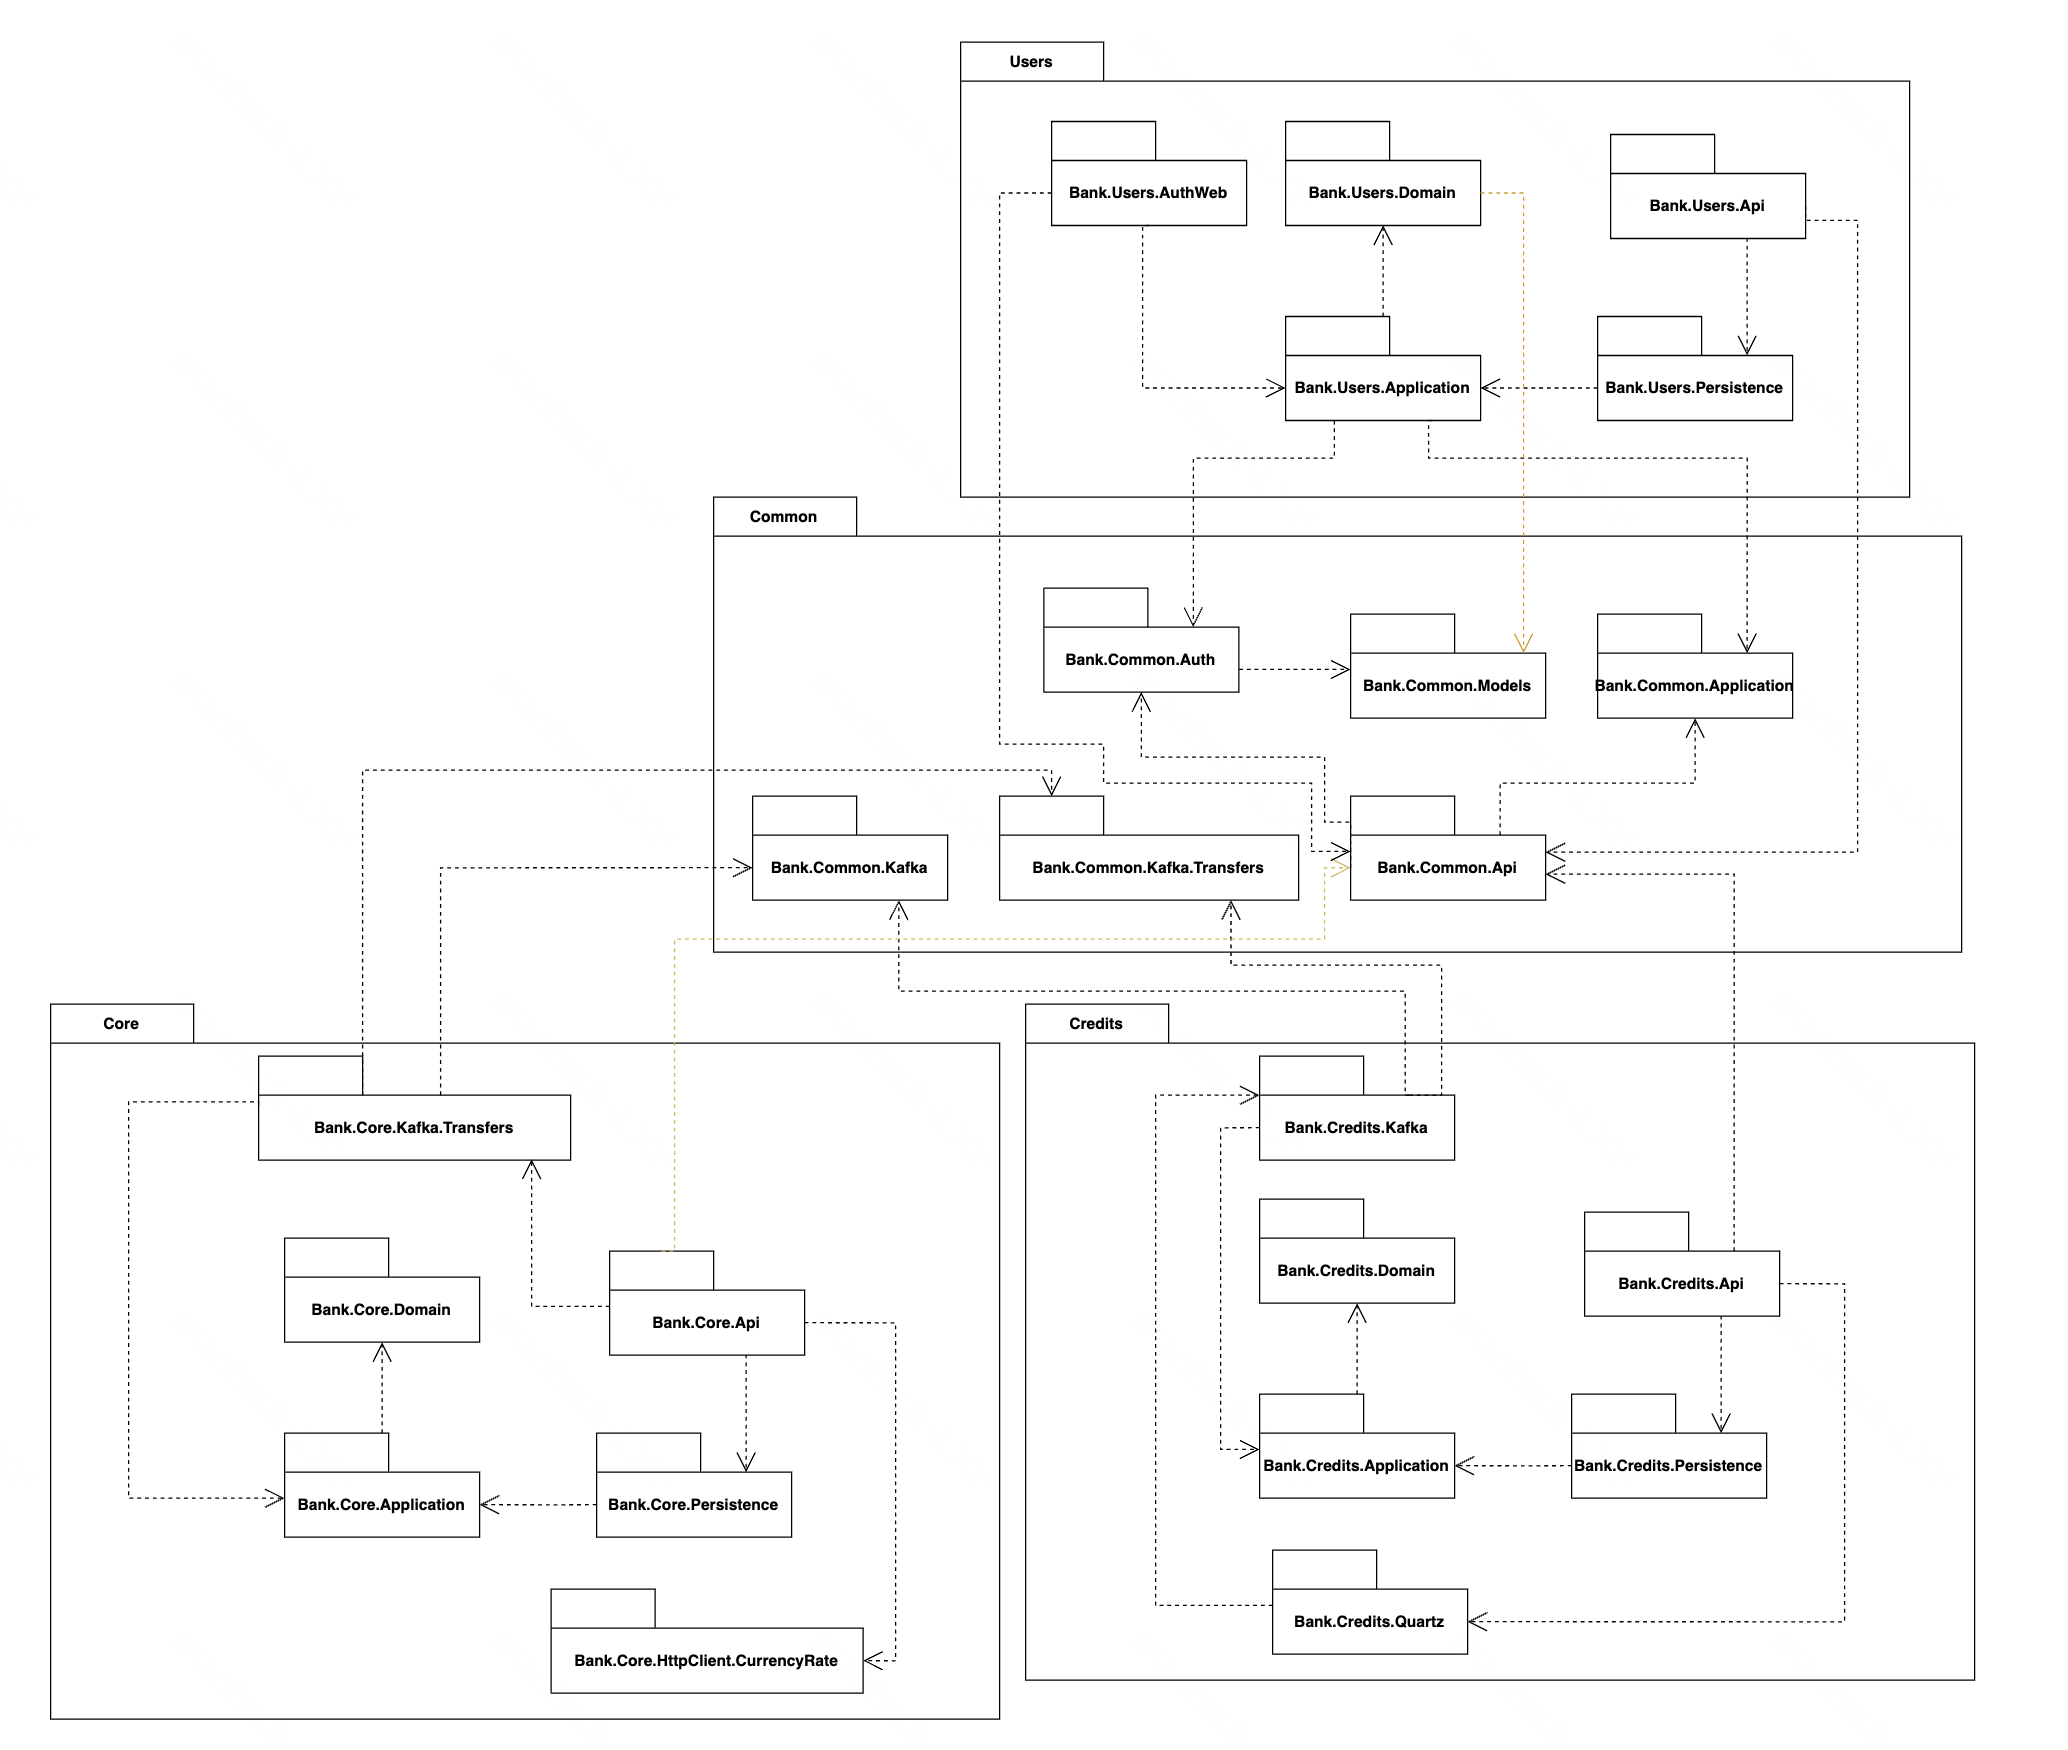 Users
Bank.Users.AuthWeb
Bank.Users.Domain
Bank.Users.Api
Bank.Users.Application
Bank.Users.Persistence
Common
Bank.Common.Auth
Bank.Common.Models
Bank.Common.Application
Bank.Common.Kafka
Bank.Common.Kafka.Transfers
Bank.Common.Api
Core
Bank.Core.Kafka.Transfers
Bank.Core.Domain
Bank.Core.Api
Bank.Core.Application
Bank.Core.Persistence
Bank.Core.HttpClient.CurrencyRate
Credits
Bank.Credits.Kafka
Bank.Credits.Domain
Bank.Credits.Api
Bank.Credits.Application
Bank.Credits.Persistence
Bank.Credits.Quartz